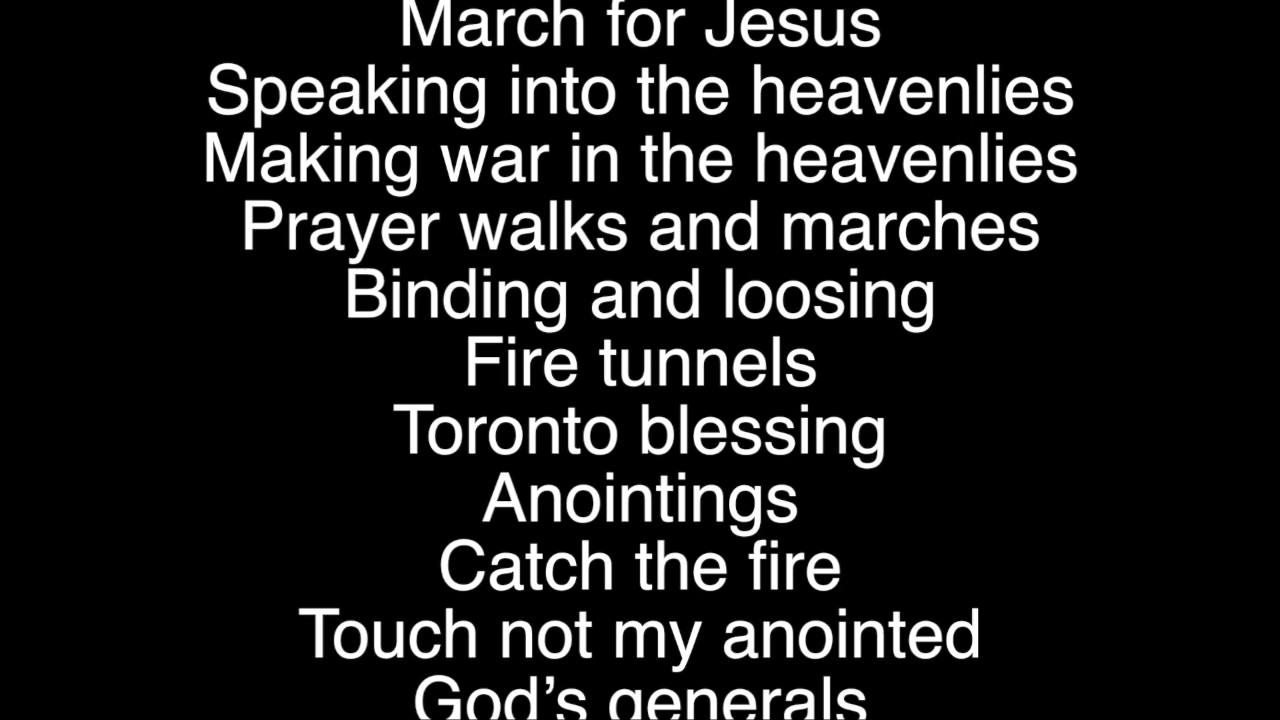 March for Jesus
Speaking into the heavenlies
Making war in the heavenlies
Prayer walks and marches
Binding and loosing
Fire tunnels
Toronto blessing
Anointings
Catch the fire
Touch not my anointed
God’s generals